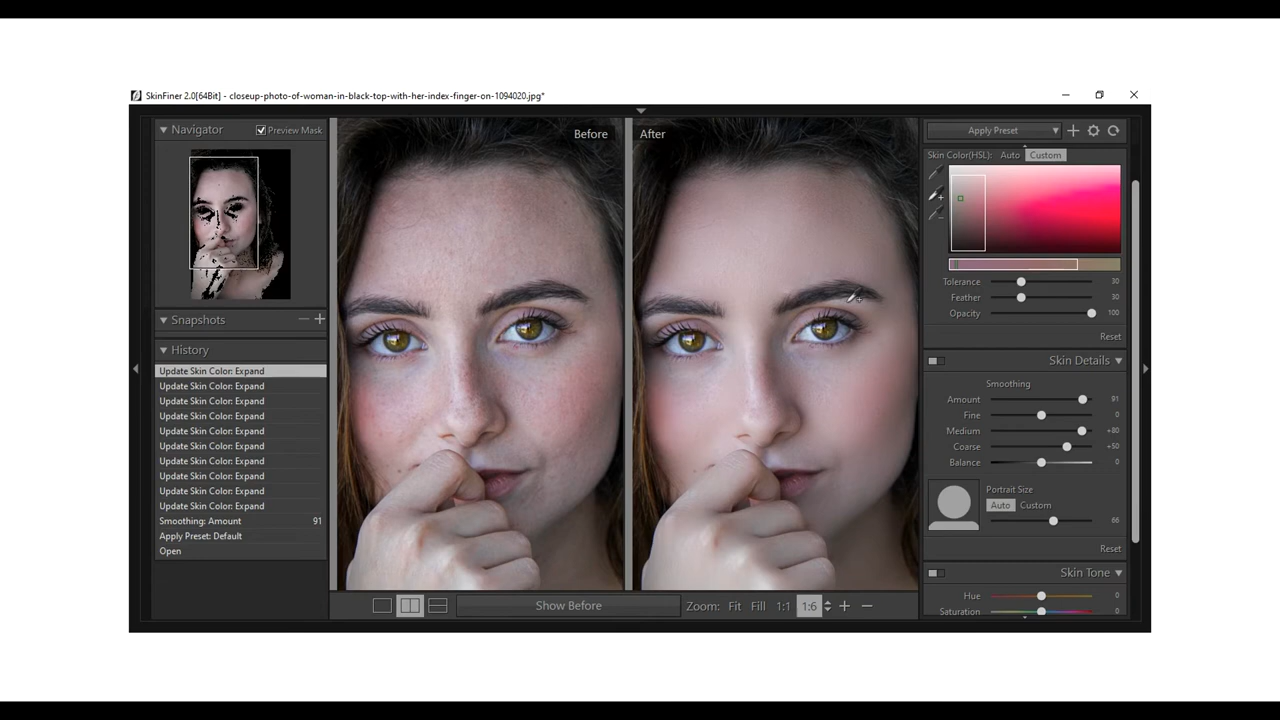 SkinFiner 2.0[64Bit] - closeup-photo-of-woman-in-black-top-with-her-index-finger-on-1094020.jpg*
Navigator
Preview Mask
Snapshots
History
Update Skin Color: Expand
Update Skin Color: Expand
Update Skin Color: Expand
Update Skin Color: Expand
Update Skin Color: Expand
Update Skin Color: Expand
Update Skin Color: Expand
Update Skin Color: Expand
Update Skin Color: Expand
Update Skin Color: Expand
Smoothing: Amount 91
Apply Preset: Default
Open
Before
After
Show Before
Zoom: Fit Fill 1:1 1:6
Apply Preset
Skin Color(HSL): Auto Custom
Tolerance 30
Feather 30
Opacity 100
Reset
Skin Details
Smoothing
Amount 91
Fine 0
Medium +80
Coarse +50
Balance 0
Portrait Size
Auto Custom
66
Reset
Skin Tone
Hue 0
Saturation 0